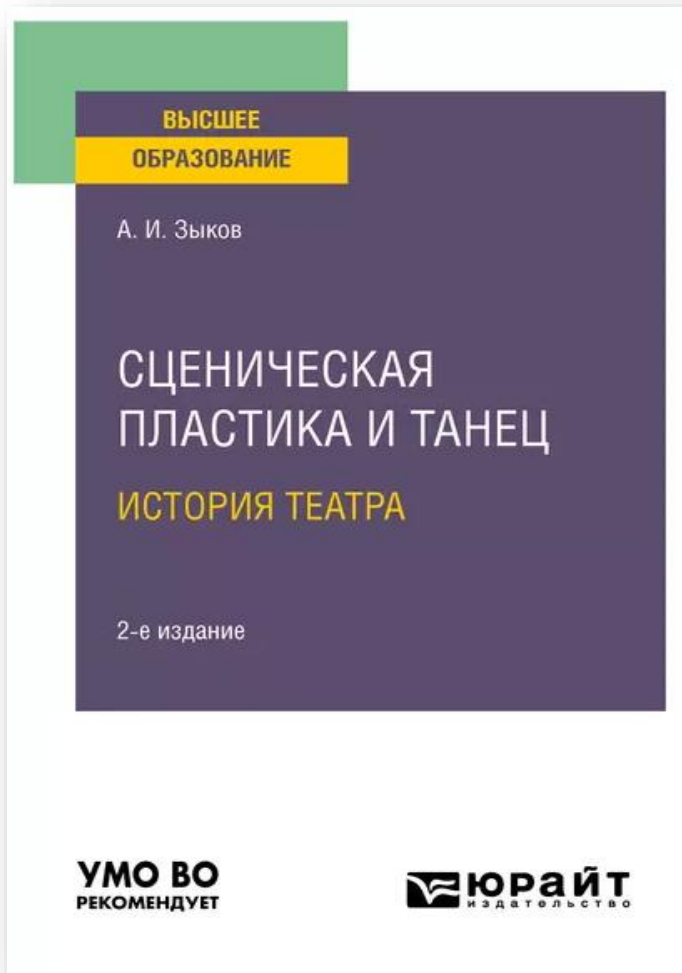 ВЫСШЕЕ
ОБРАЗОВАНИЕ
А. И. Зыков
СЦЕНИЧЕСКАЯ
ПЛАСТИКА И ТАНЕЦ
ИСТОРИЯ ТЕАТРА
2-е издание
УМО ВО
РЕКОМЕНДУЕТ
юрайт
издательство